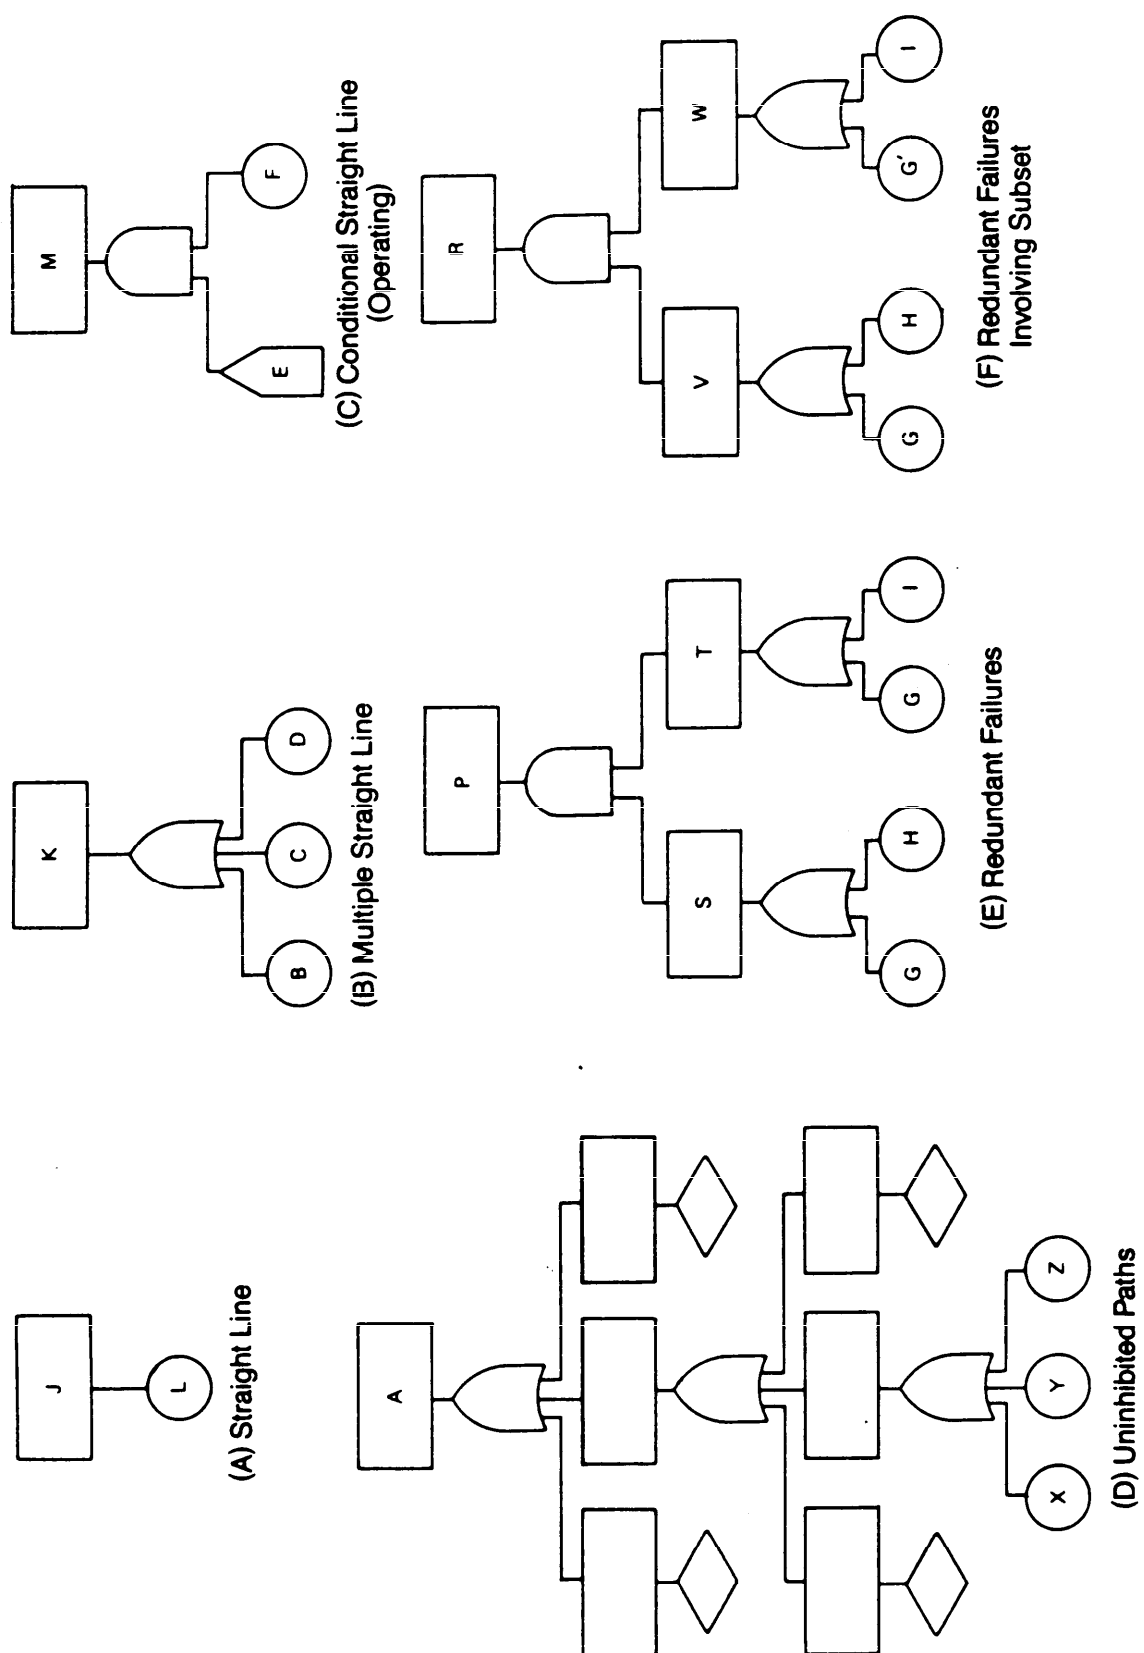 J
L
(A) Straight Line
K
B
C
D
(B) Multiple Straight Line
M
E
F
(C) Conditional Straight Line
(Operating)
A
X
Y
Z
(D) Uninhibited Paths
P
S
T
G
H
G
I
(E) Redundant Failures
R
V
W
G
H
G'
I
(F) Redundant Failures
Involving Subset